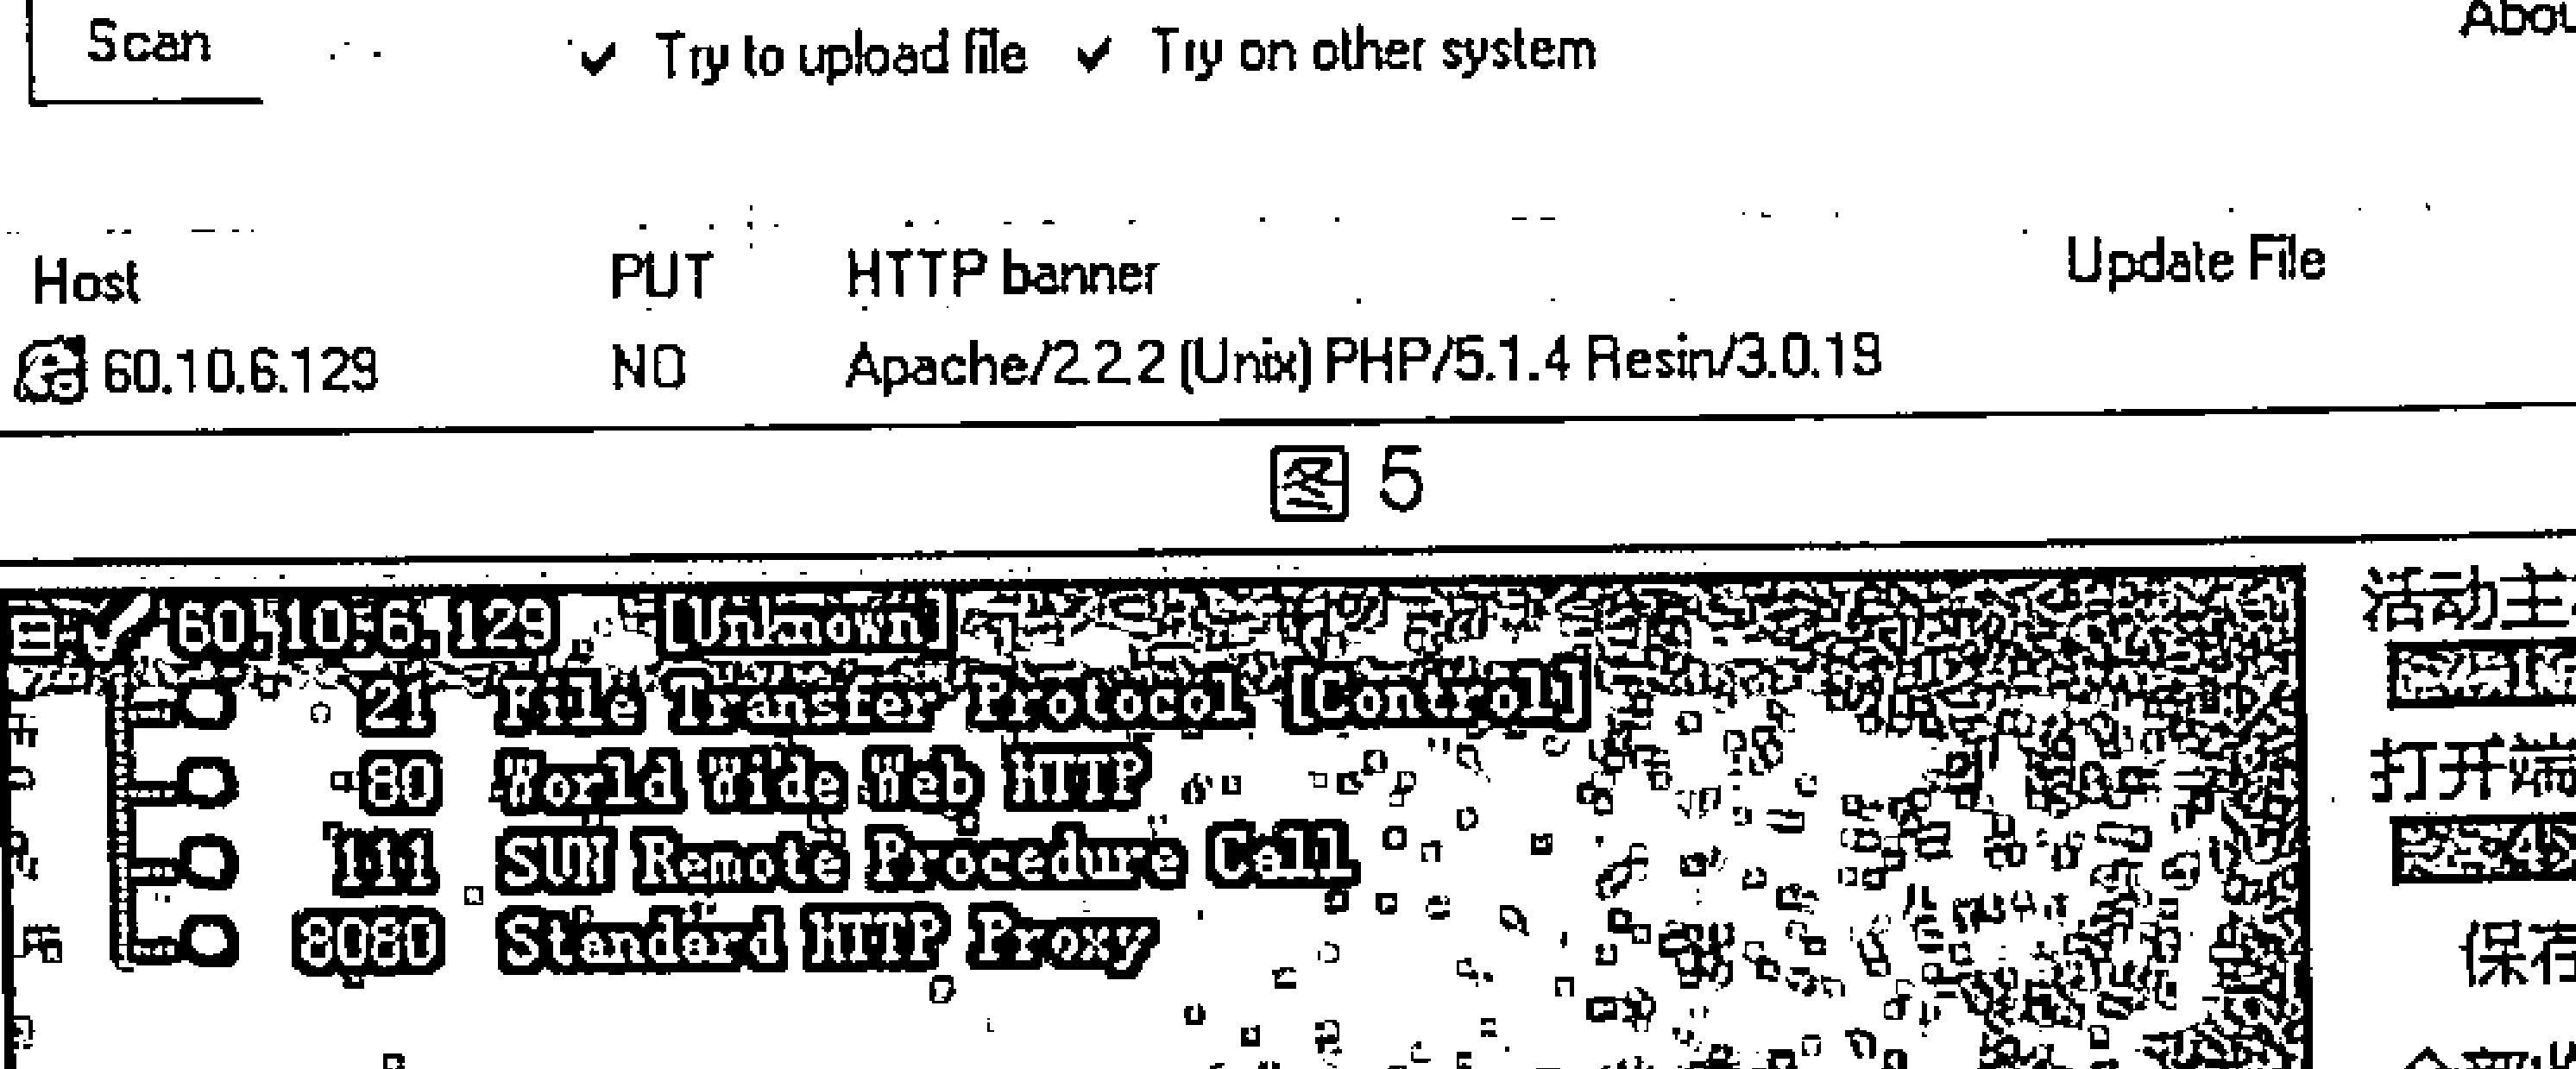 Scan ✓ Try to upload file ✓ Try on other system
Host PUT HTTP banner Update File
60.10.6.129 NO Apache/2.2.2 (Unix) PHP/5.1.4 Resin/3.0.19
图 5
60.10.6.129 [Unknown]
活动主
21 File Transfer Protocol [Control]
80 World Wide Web HTTP
打开端
111 SUN Remote Procedure Call
8080 Standard HTTP Proxy
保存